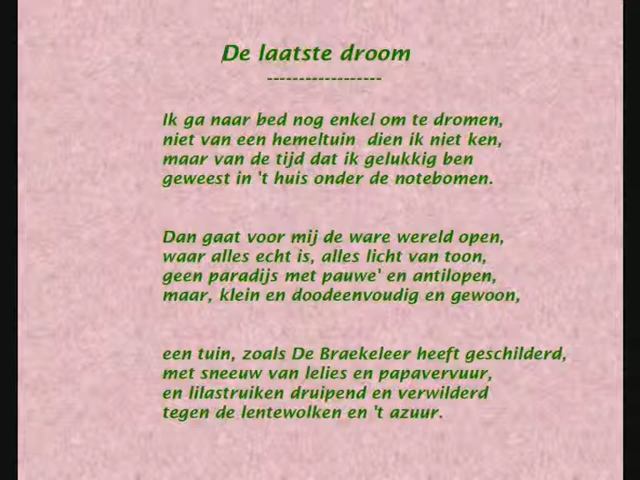 De laatste droom
------------------
Ik ga naar bed nog enkel om te dromen,
niet van een hemeltuin  dien ik niet ken,
maar van de tijd dat ik gelukkig ben
geweest in 't huis onder de notebomen.
Dan gaat voor mij de ware wereld open,
waar alles echt is, alles licht van toon,
geen paradijs met pauwe' en antilopen,
maar, klein en doodeenvoudig en gewoon,
een tuin, zoals De Braekeleer heeft geschilderd,
met sneeuw van lelies en papavervuur,
en lilastruiken druipend en verwilderd
tegen de lentewolken en 't azuur.